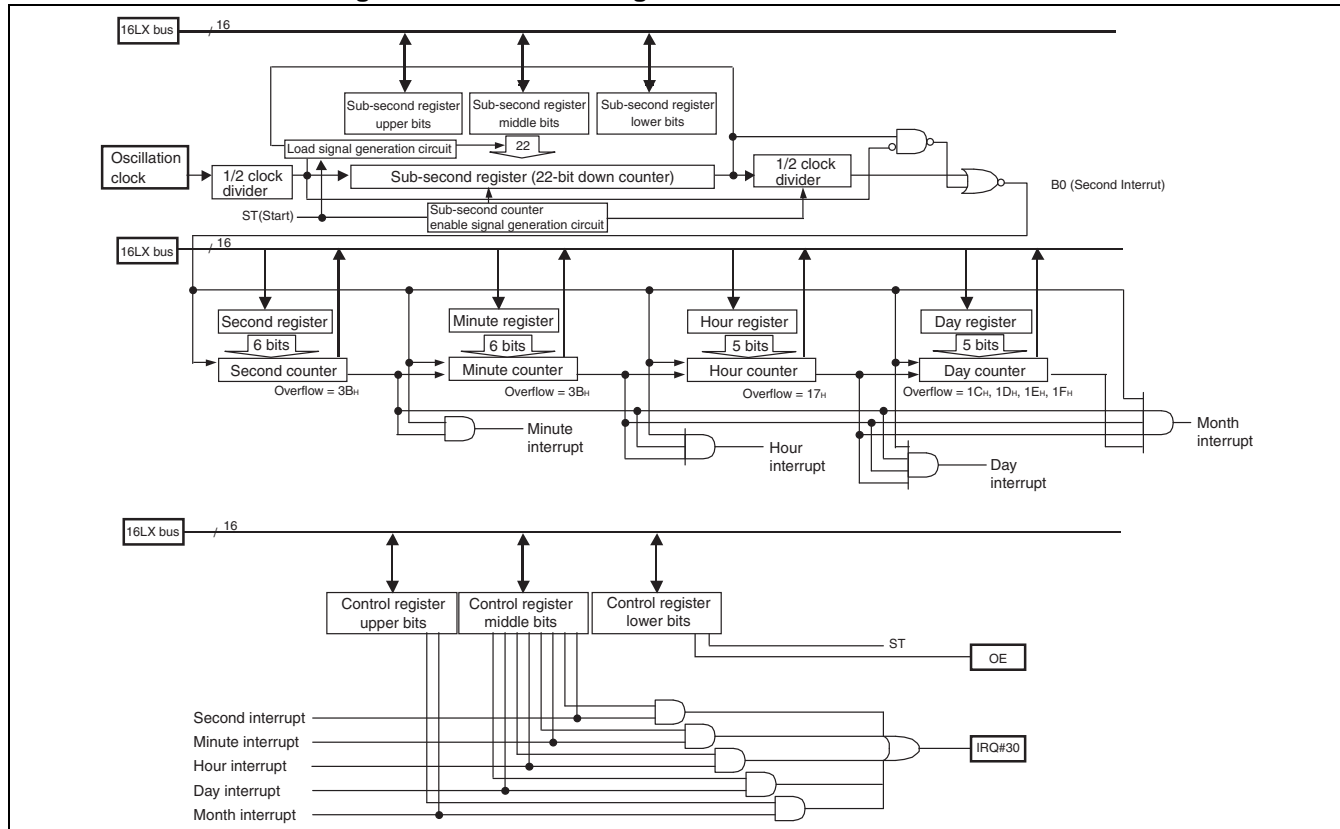 16LX bus
16
Sub-second register
upper bits
Sub-second register
middle bits
Sub-second register
lower bits
Load signal generation circuit
22
Oscillation
clock
1/2 clock
divider
Sub-second register (22-bit down counter)
1/2 clock
divider
B0 (Second Interrut)
ST(Start)
Sub-second counter
enable signal generation circuit
16LX bus
16
Second register
Minute register
Hour register
Day register
6 bits
6 bits
5 bits
5 bits
Second counter
Minute counter
Hour counter
Day counter
Overflow = 3BH
Overflow = 3BH
Overflow = 17H
Overflow = 1CH, 1DH, 1EH, 1FH
Minute
interrupt
Hour
interrupt
Day
interrupt
Month
interrupt
16LX bus
16
Control register
upper bits
Control register
middle bits
Control register
lower bits
ST
OE
Second interrupt
Minute interrupt
Hour interrupt
Day interrupt
Month interrupt
IRQ#30